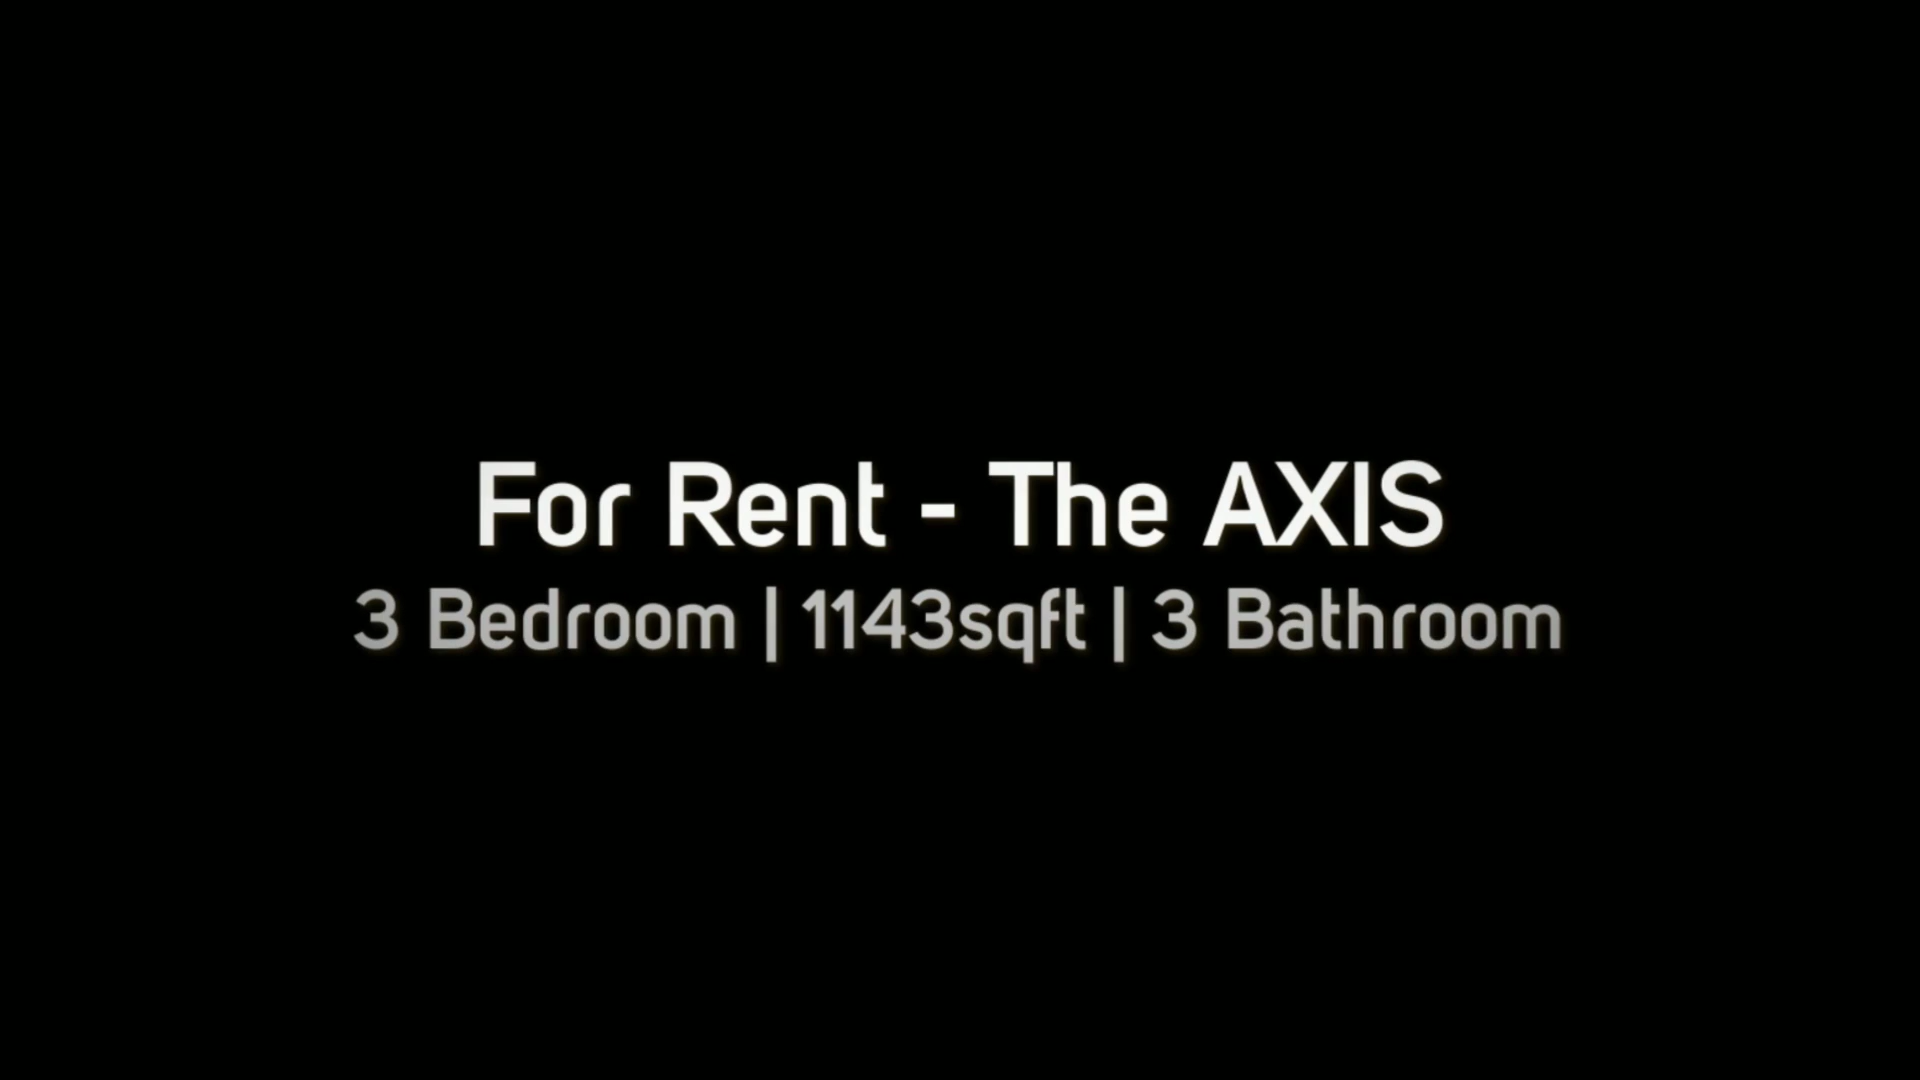 For Rent - The AXIS
3 Bedroom | 1143sqft | 3 Bathroom